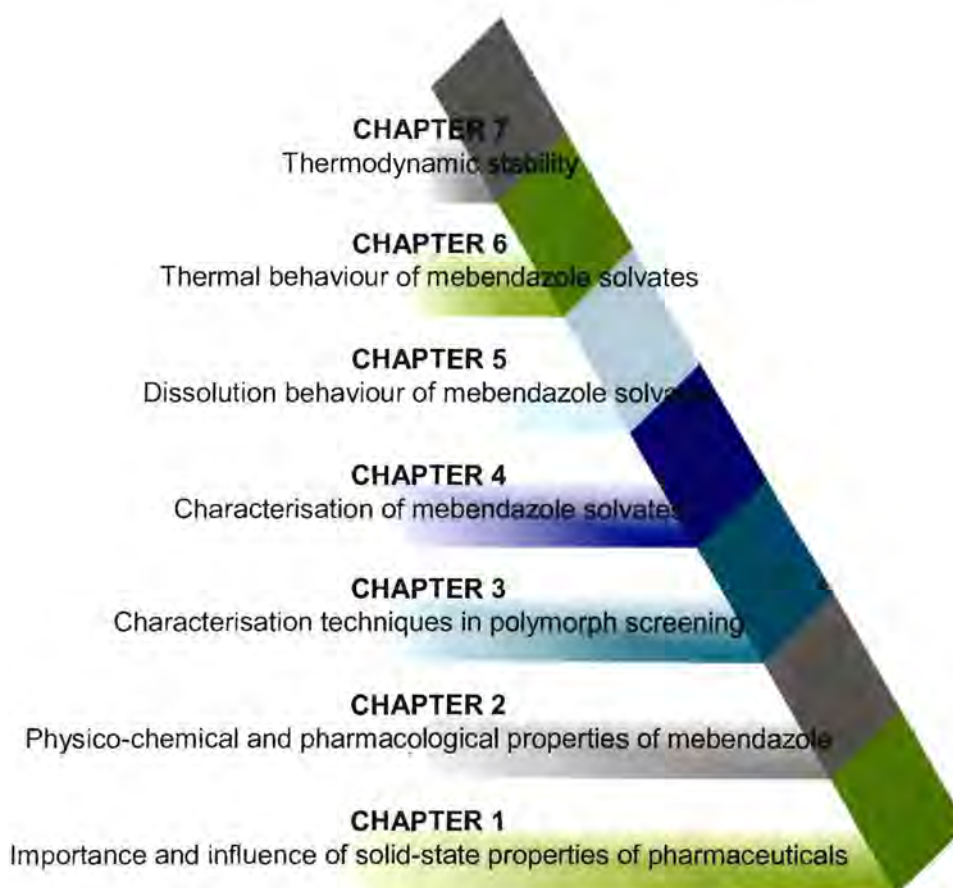 CHAPTER 7
Thermodynamic stability
CHAPTER 6
Thermal behaviour of mebendazole solvates
CHAPTER 5
Dissolution behaviour of mebendazole solvates
CHAPTER 4
Characterisation of mebendazole solvates
CHAPTER 3
Characterisation techniques in polymorph screening
CHAPTER 2
Physico-chemical and pharmacological properties of mebendazole
CHAPTER 1
Importance and influence of solid-state properties of pharmaceuticals